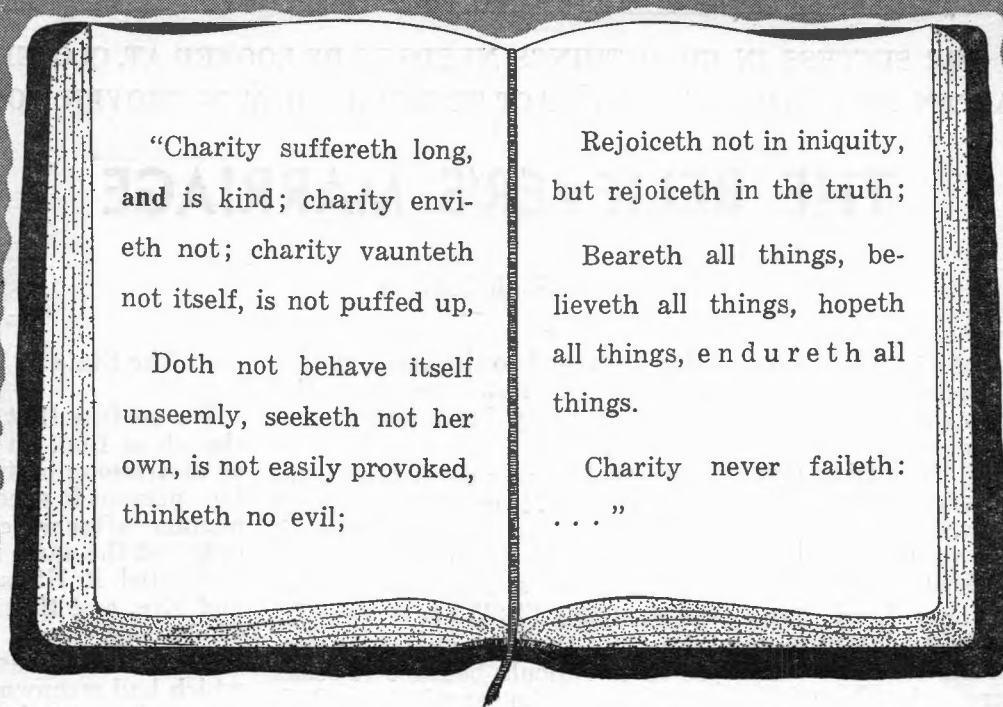 “Charity suffereth long,
and is kind; charity envi-
eth not; charity vaunteth
not itself, is not puffed up,
Doth not behave itself
unseemly, seeketh not her
own, is not easily provoked,
thinketh no evil;
Rejoiceth not in iniquity,
but rejoiceth in the truth;
Beareth all things, be-
lieveth all things, hopeth
all things, endureth all
things.
Charity never faileth:
. . . ”